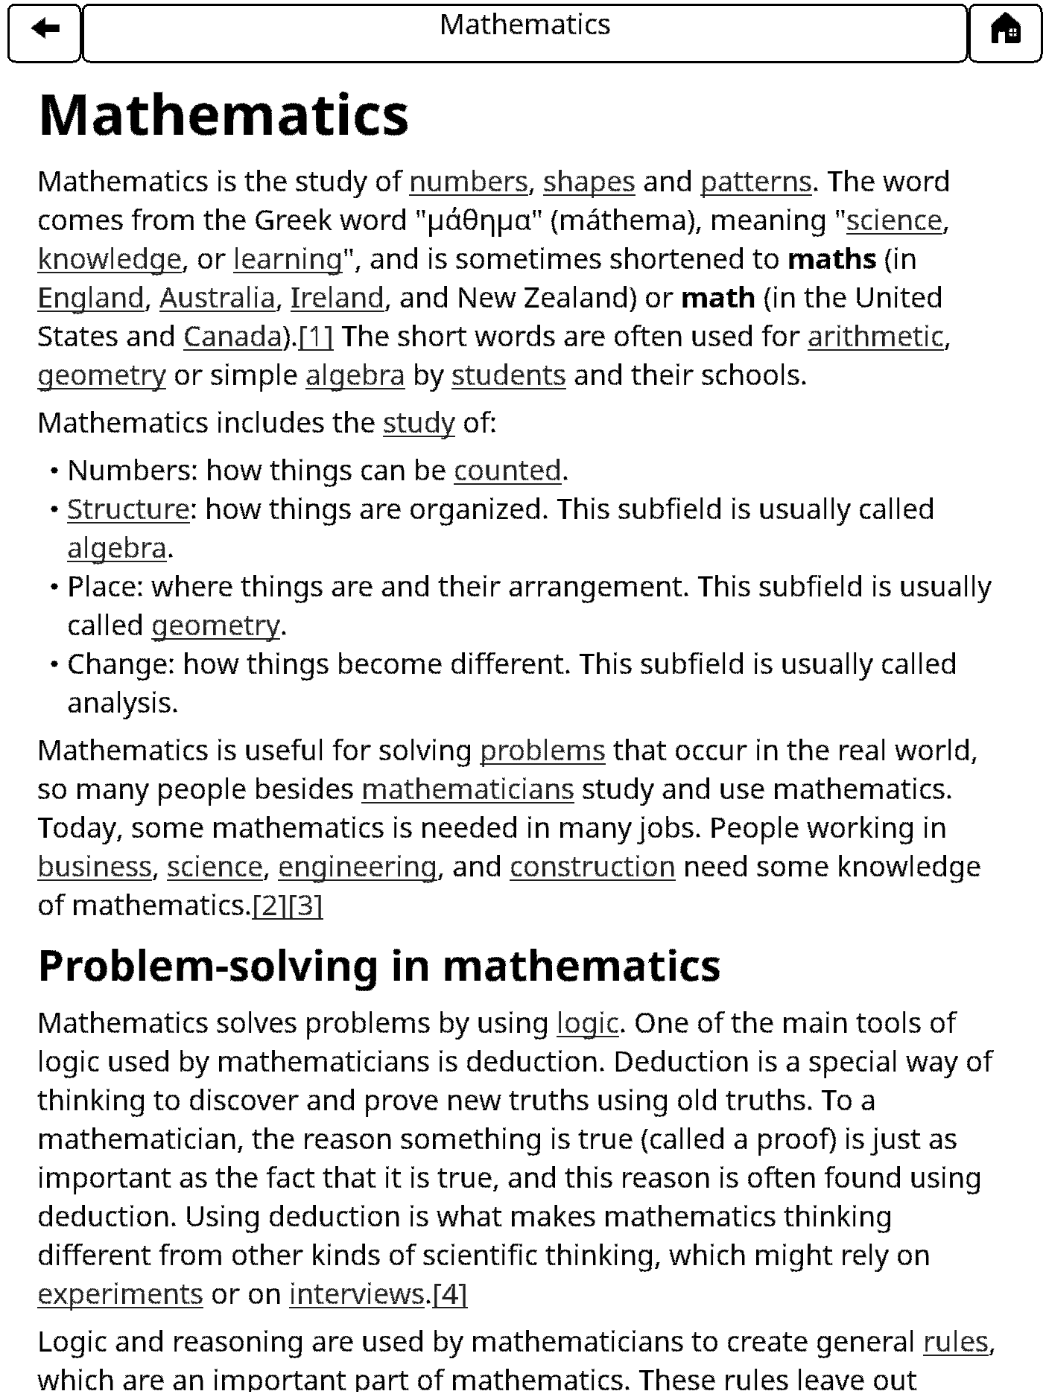 Mathematics
Mathematics
Mathematics is the study of numbers, shapes and patterns. The word
comes from the Greek word "μάθημα" (máthema), meaning "science,
knowledge, or learning", and is sometimes shortened to maths (in
England, Australia, Ireland, and New Zealand) or math (in the United
States and Canada).[1] The short words are often used for arithmetic,
geometry or simple algebra by students and their schools.
Mathematics includes the study of:
• Numbers: how things can be counted.
• Structure: how things are organized. This subfield is usually called
algebra.
• Place: where things are and their arrangement. This subfield is usually
called geometry.
• Change: how things become different. This subfield is usually called
analysis.
Mathematics is useful for solving problems that occur in the real world,
so many people besides mathematicians study and use mathematics.
Today, some mathematics is needed in many jobs. People working in
business, science, engineering, and construction need some knowledge
of mathematics.[2][3]
Problem-solving in mathematics
Mathematics solves problems by using logic. One of the main tools of
logic used by mathematicians is deduction. Deduction is a special way of
thinking to discover and prove new truths using old truths. To a
mathematician, the reason something is true (called a proof) is just as
important as the fact that it is true, and this reason is often found using
deduction. Using deduction is what makes mathematics thinking
different from other kinds of scientific thinking, which might rely on
experiments or on interviews.[4]
Logic and reasoning are used by mathematicians to create general rules,
which are an important part of mathematics. These rules leave out